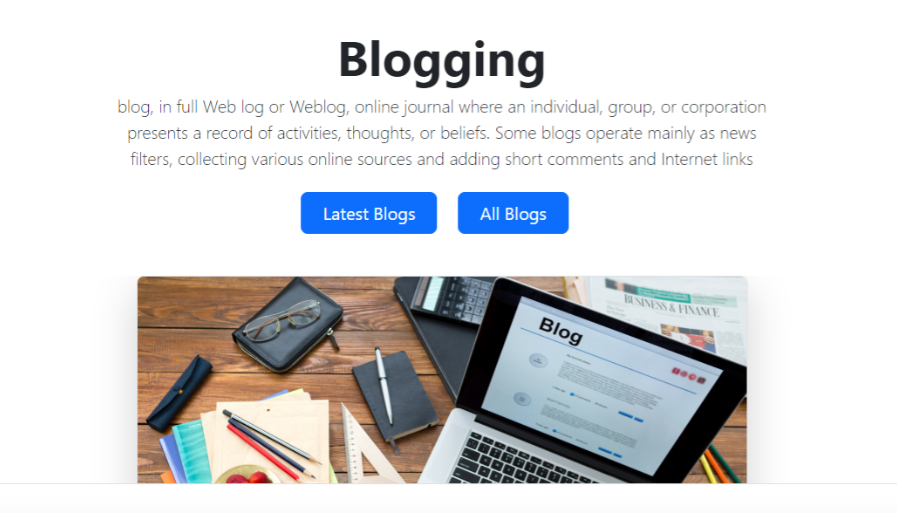 Blogging
blog, in full Web log or Weblog, online journal where an individual, group, or corporation
presents a record of activities, thoughts, or beliefs. Some blogs operate mainly as news
filters, collecting various online sources and adding short comments and Internet links
Latest Blogs
All Blogs
BUSINESS & FINANCE
Blog